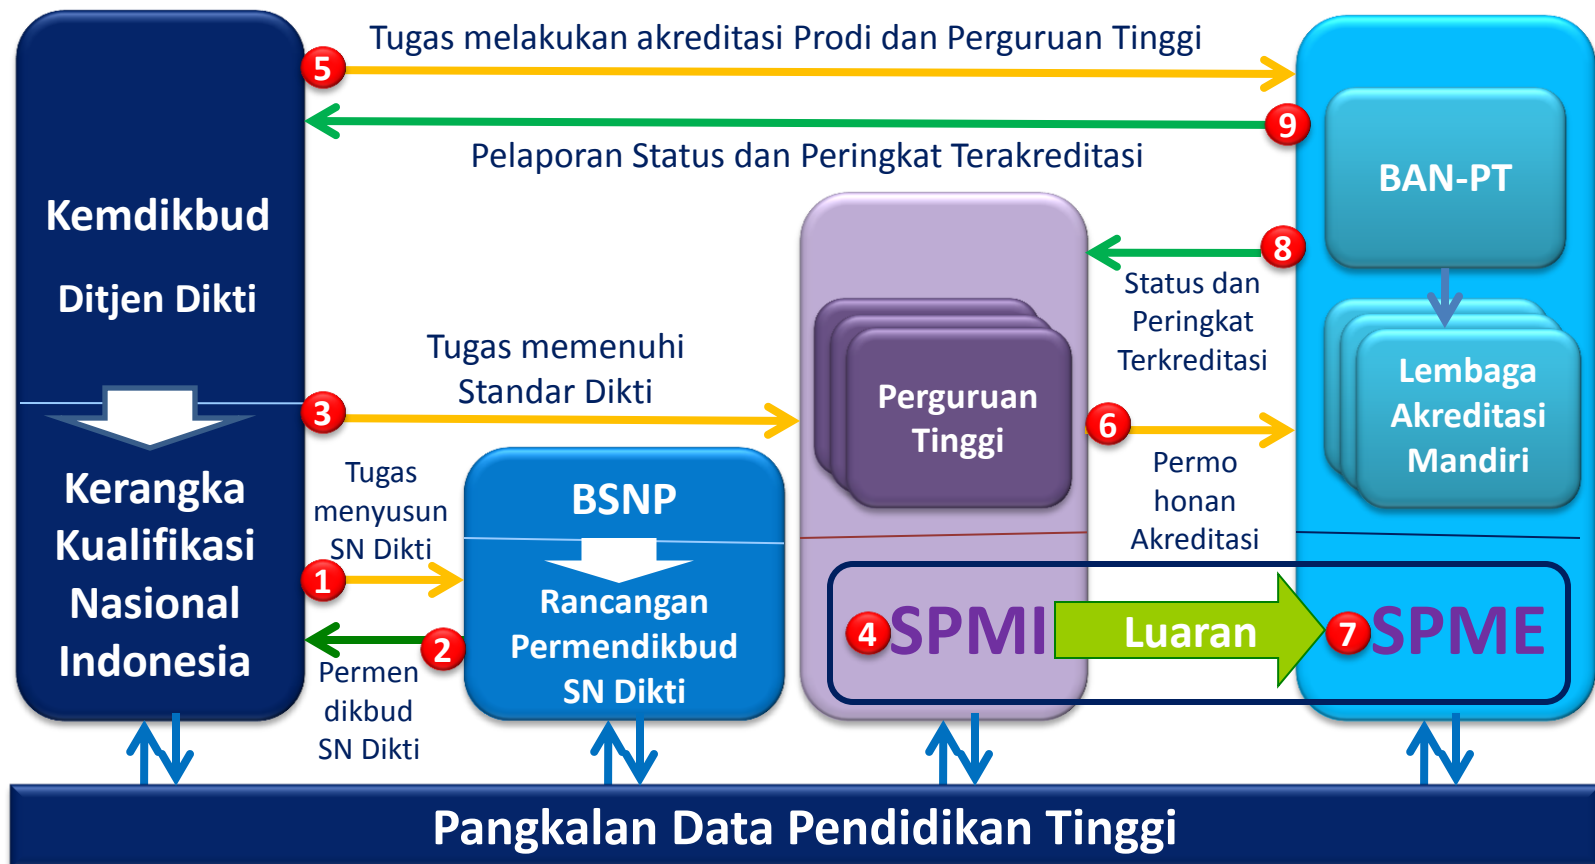 Tugas melakukan akreditasi Prodi dan Perguruan Tinggi
5
9
Pelaporan Status dan Peringkat Terakreditasi
Kemdikbud
Ditjen Dikti
Kerangka
Kualifikasi
Nasional
Indonesia
3
Tugas memenuhi
Standar Dikti
Tugas
menyusun
SN Dikti
1
2
Permen
dikbud
SN Dikti
BSNP
Rancangan
Permendikbud
SN Dikti
Perguruan
Tinggi
8
Status dan
Peringkat
Terkreditasi
6
Permo
honan
Akreditasi
BAN-PT
Lembaga
Akreditasi
Mandiri
4
SPMI
Luaran
7
SPME
Pangkalan Data Pendidikan Tinggi